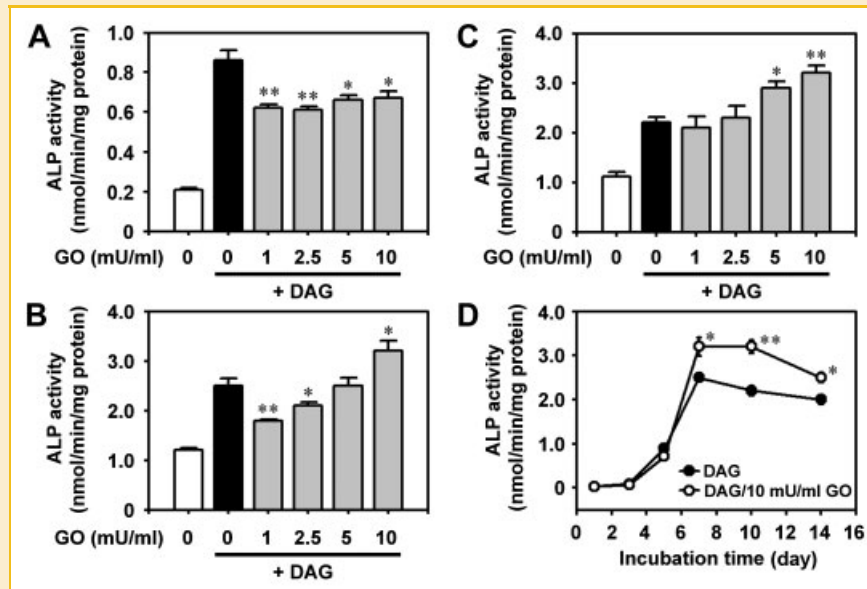 A
ALP activity
(nmol/min/mg protein)
1.0
0.8
0.6
0.4
0.2
0
** ** * *
GO (mU/ml) 0 0 1 2.5 5 10
+ DAG
B
ALP activity
(nmol/min/mg protein)
4.0
3.0
2.0
1.0
0
** * *
GO (mU/ml) 0 0 1 2.5 5 10
+ DAG
C
ALP activity
(nmol/min/mg protein)
4.0
3.0
2.0
1.0
0
* **
GO (mU/ml) 0 0 1 2.5 5 10
+ DAG
D
ALP activity
(nmol/min/mg protein)
4.0
3.0
2.0
1.0
0
* ** *
DAG
DAG/10 mU/ml GO
0 2 4 6 8 10 12 14 16
Incubation time (day)